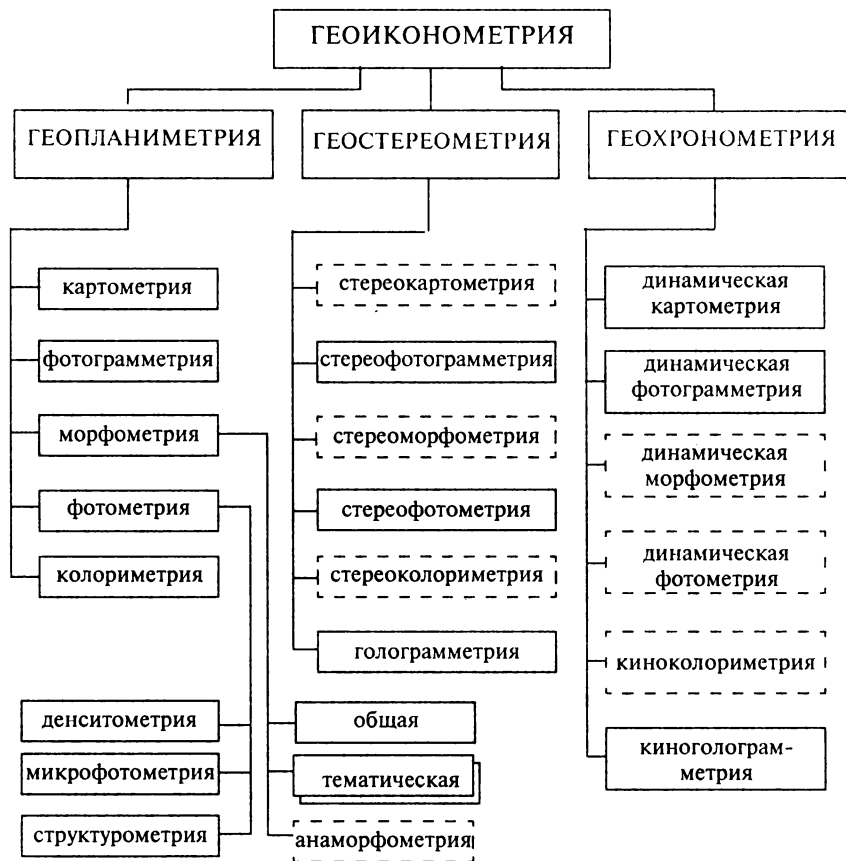 ГЕОИКОНОМЕТРИЯ
ГЕОПЛАНИМЕТРИЯ
ГЕОСТЕРЕОМЕТРИЯ
ГЕОХРОНОМЕТРИЯ
картометрия
фотограмметрия
морфометрия
фотометрия
колориметрия
денситометрия
микрофотометрия
структурометрия
стереокартометрия
стереофотограмметрия
стереоморфометрия
стереофотометрия
стереоколориметрия
голограмметрия
общая
тематическая
анаморфометрия
динамическая
картометрия
динамическая
фотограмметрия
динамическая
морфометрия
динамическая
фотометрия
киноколориметрия
киноголограм-
метрия